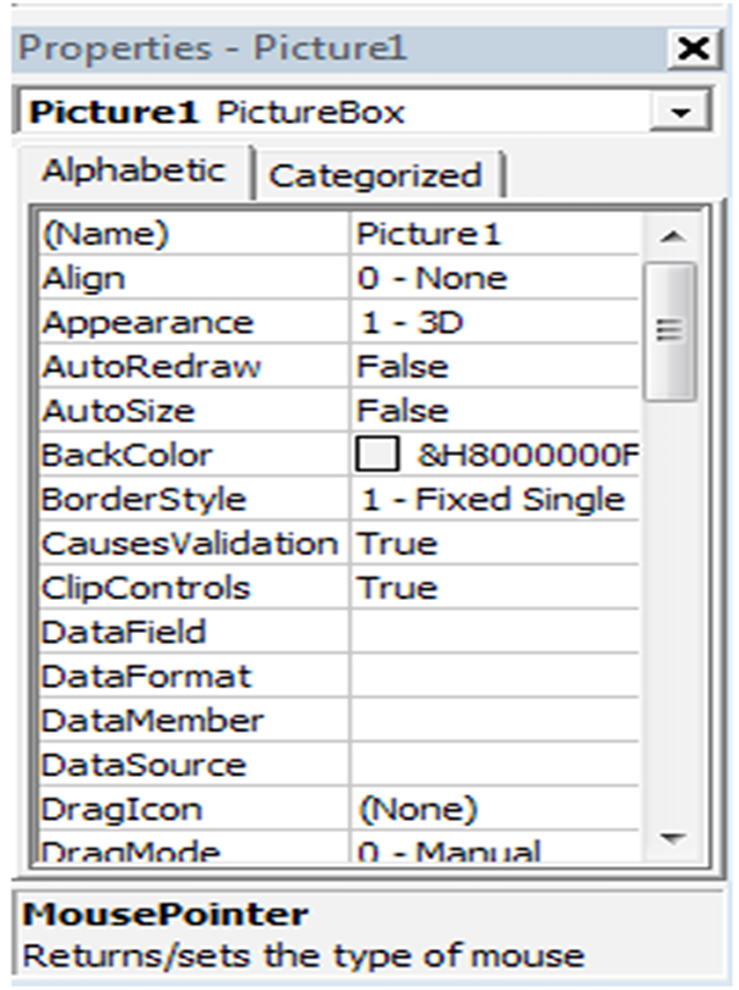 Properties - Picture1
Picture1 PictureBox
Alphabetic Categorized
(Name) Picture1
Align 0 - None
Appearance 1 - 3D
AutoRedraw False
AutoSize False
BackColor &H8000000F
BorderStyle 1 - Fixed Single
CausesValidation True
ClipControls True
DataField
DataFormat
DataMember
DataSource
DragIcon (None)
DragMode 0 - Manual
MousePointer
Returns/sets the type of mouse